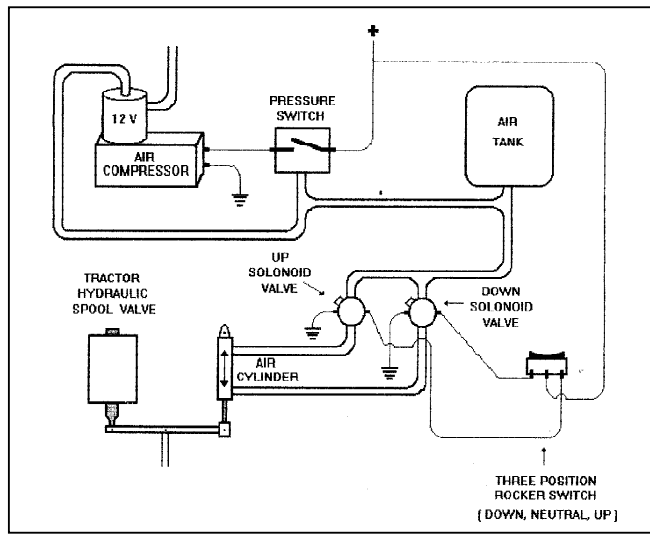 +
PRESSURE
SWITCH
12 V
AIR
COMPRESSOR
AIR
TANK
UP
SOLONOID
VALVE
DOWN
SOLONOID
VALVE
TRACTOR
HYDRAULIC
SPOOL VALVE
AIR
CYLINDER
THREE POSITION
ROCKER SWITCH
( DOWN, NEUTRAL, UP )